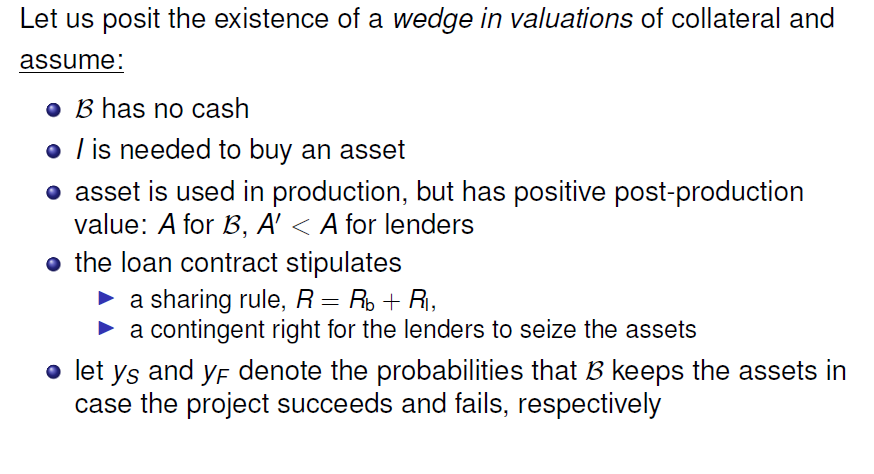 Let us posit the existence of a wedge in valuations of collateral and
assume:
• ℬ has no cash
• I is needed to buy an asset
• asset is used in production, but has positive post-production
value: A for ℬ, A′ < A for lenders
• the loan contract stipulates
▶ a sharing rule, R = R_b + R_l,
▶ a contingent right for the lenders to seize the assets
• let y_S and y_F denote the probabilities that ℬ keeps the assets in
case the project succeeds and fails, respectively